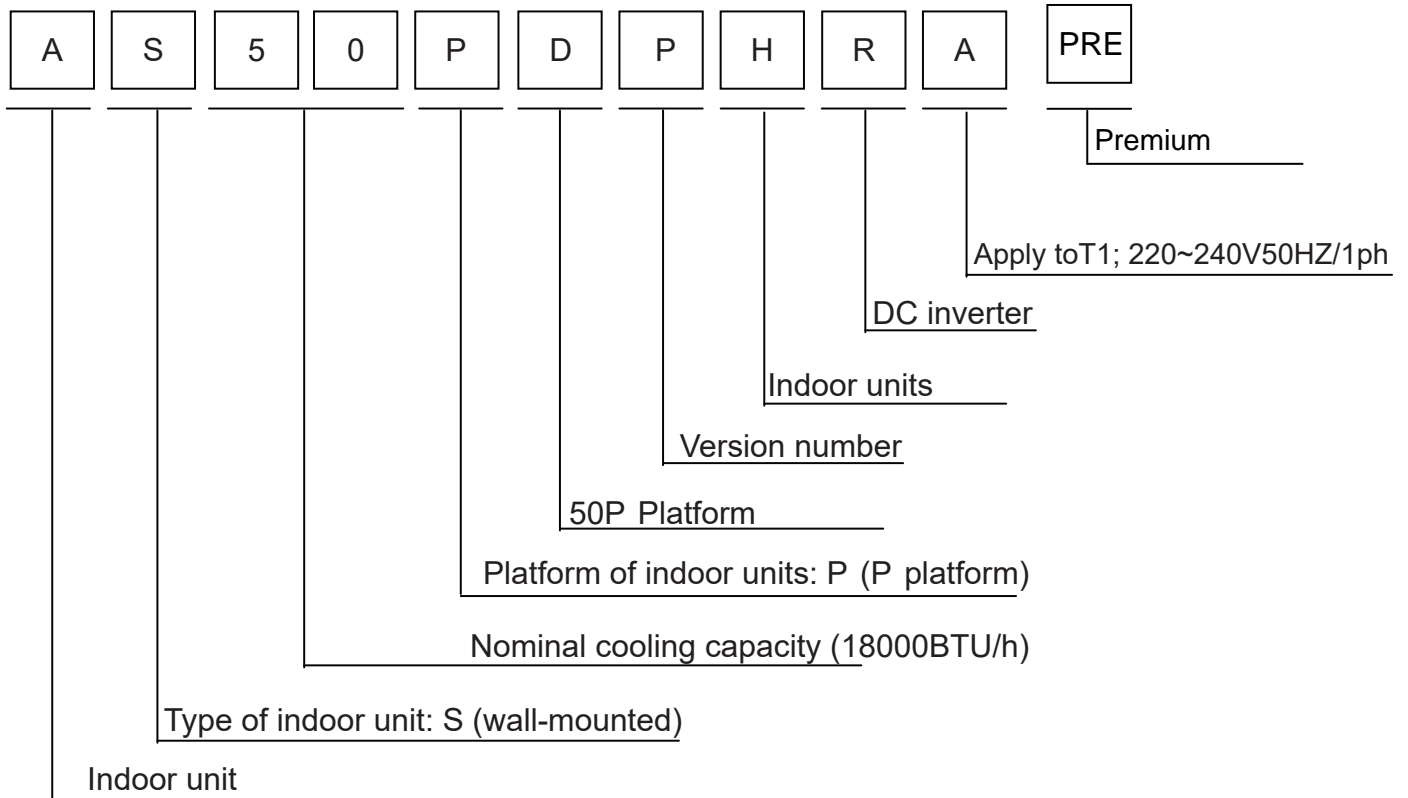 A S 5 0 P D P H R A PRE
Premium
Apply toT1; 220~240V50HZ/1ph
DC inverter
Indoor units
Version number
50P Platform
Platform of indoor units: P (P platform)
Nominal cooling capacity (18000BTU/h)
Type of indoor unit: S (wall-mounted)
Indoor unit